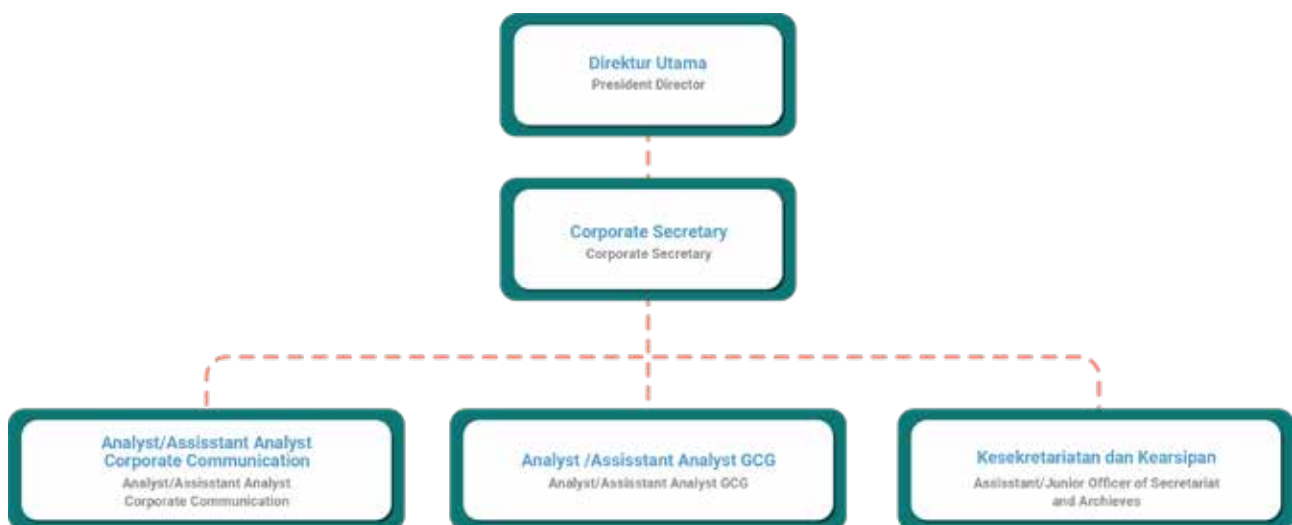 Direktur Utama
President Director
Corporate Secretary
Corporate Secretary
Analyst/Assisstant Analyst
Corporate Communication
Analyst/Assisstant Analyst
Corporate Communication
Analyst /Assisstant Analyst GCG
Analyst/Assisstant Analyst GCG
Kesekretariatan dan Kearsipan
Assisstant/Junior Officer of Secretariat
and Archieves